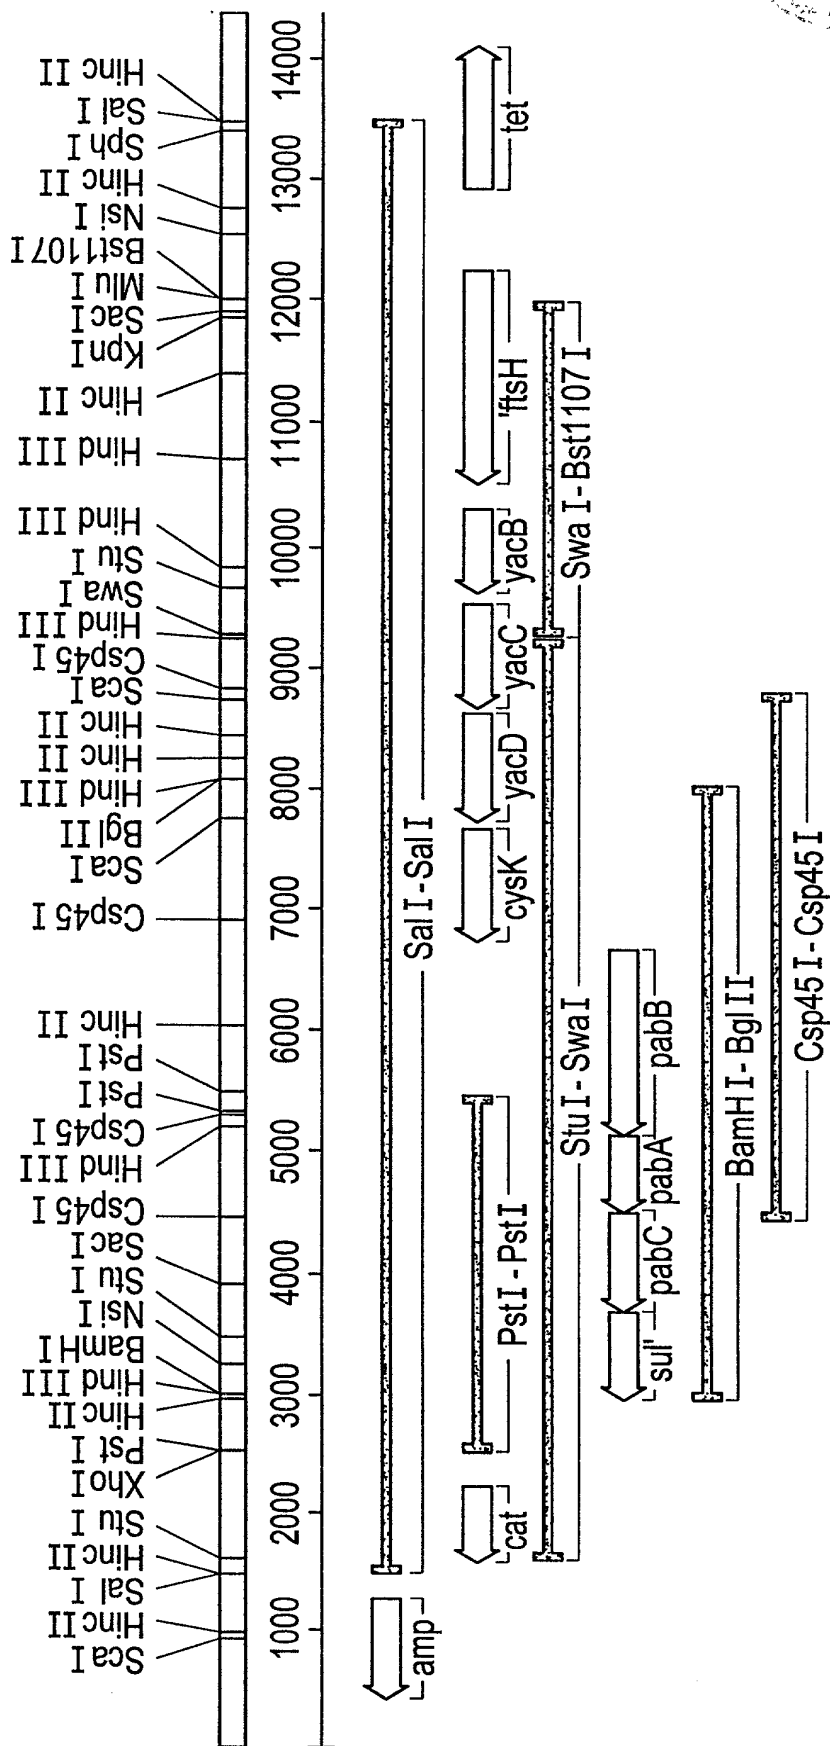 Hinc II
Sal I
Sph I
Hinc II
Nsi I
Bst1107 I
Mlu I
Sac I
Kpn I
Hinc II
Hind III
Hind III
Stu I
Swa I
Hind III
Csp45 I
Sca I
Hinc II
Hinc II
Hind III
Bgl II
Sca I
Csp45 I
Hinc II
Pst I
Pst I
Csp45 I
Hind III
Csp45 I
Sac I
Stu I
Nsi I
BamH I
Hind III
Hinc II
Pst I
Xho I
Stu I
Hinc II
Sal I
Hinc II
Sca I
14000
13000
12000
11000
10000
9000
8000
7000
6000
5000
4000
3000
2000
1000
Sal I - Sal I
amp
tet
'ftsH
yacB
yacC
yacD
cysK
Pst I - Pst I
cat
Swa I - Bst1107 I
Stu I - Swa I
pabB
pabA
pabC
sul'
BamH I - Bgl II
Csp45 I - Csp45 I